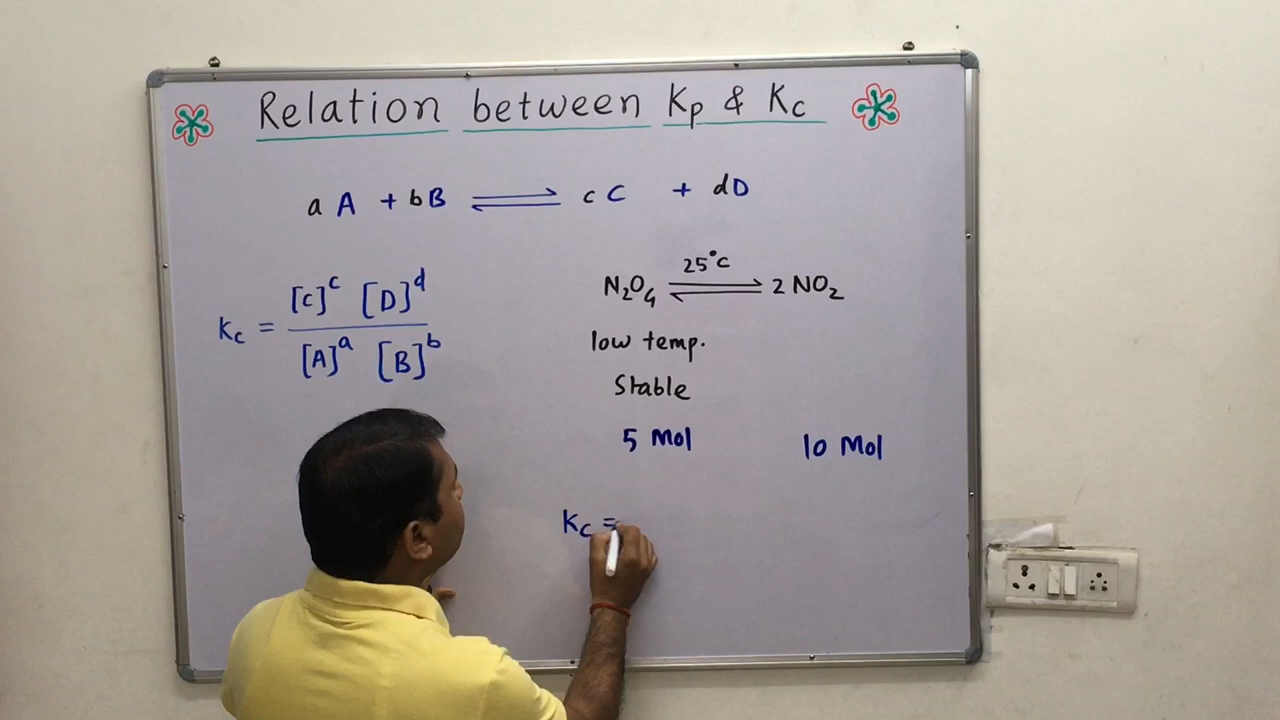 Relation between Kp & Kc
a A + bB ⇌ c C + dD
Kc = [C]^c [D]^d / [A]^a [B]^b
25°C
N₂O₄ ⇌ 2 NO₂
low temp.
Stable
5 Mol 10 Mol
Kc =